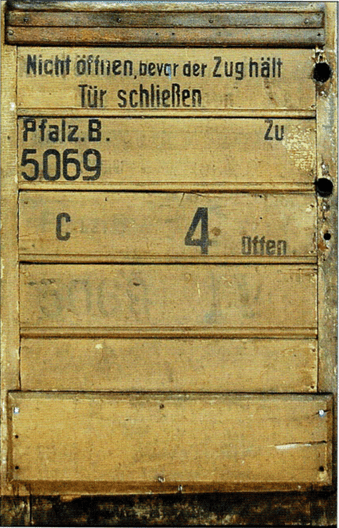 Nicht öffnen, bevor der Zug hält
Tür schließen
Pfalz. B. Zu
5069
C 4 Offen